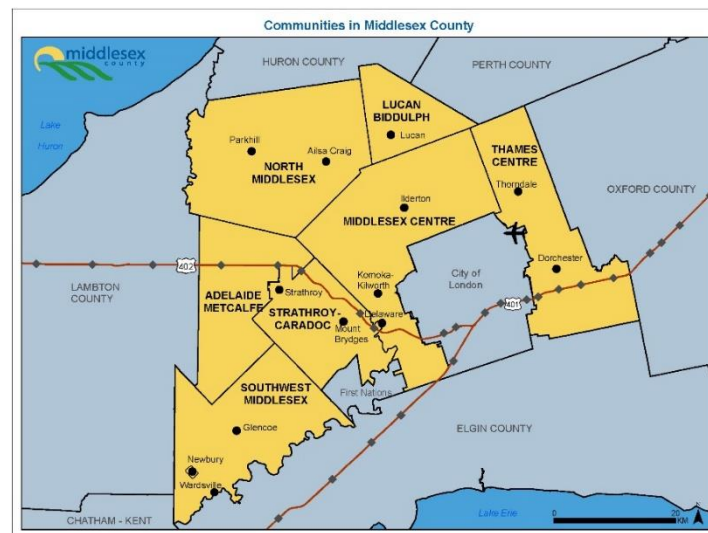 Communities in Middlesex County
middlesex
county
HURON COUNTY
PERTH COUNTY
Lake
Huron
LUCAN
BIDDULPH
Lucan
Parkhill
Ailsa Craig
NORTH
MIDDLESEX
THAMES
CENTRE
Thorndale
OXFORD COUNTY
Ilderton
MIDDLESEX CENTRE
402
LAMBTON
COUNTY
Komoka-
Kilworth
City of
London
Dorchester
ADELAIDE
METCALFE
Strathroy
STRATHROY-
CARADOC
Mount
Brydges
Delaware
401
First Nations
SOUTHWEST
MIDDLESEX
Glencoe
ELGIN COUNTY
Newbury
Wardsville
CHATHAM - KENT
Lake Erie
0
20
KM